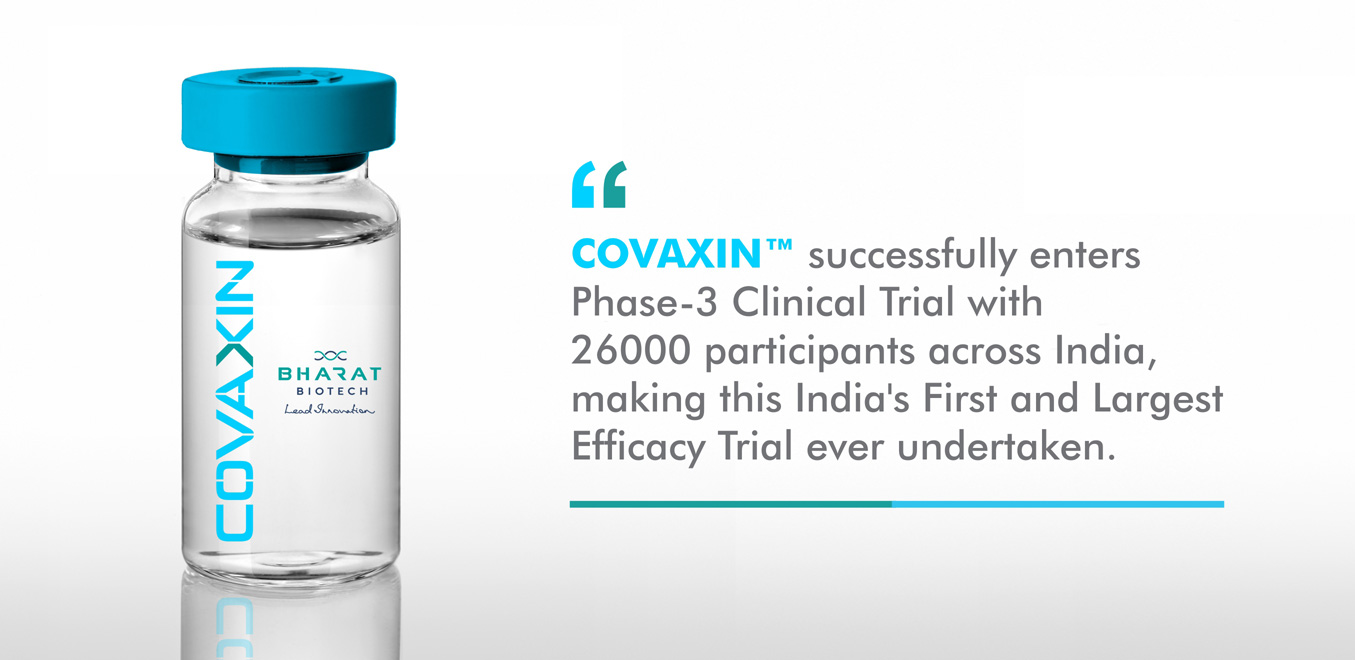 COVAXIN
BHARAT
BIOTECH
Lead Innovation
“
COVAXIN™ successfully enters
Phase-3 Clinical Trial with
26000 participants across India,
making this India's First and Largest
Efficacy Trial ever undertaken.